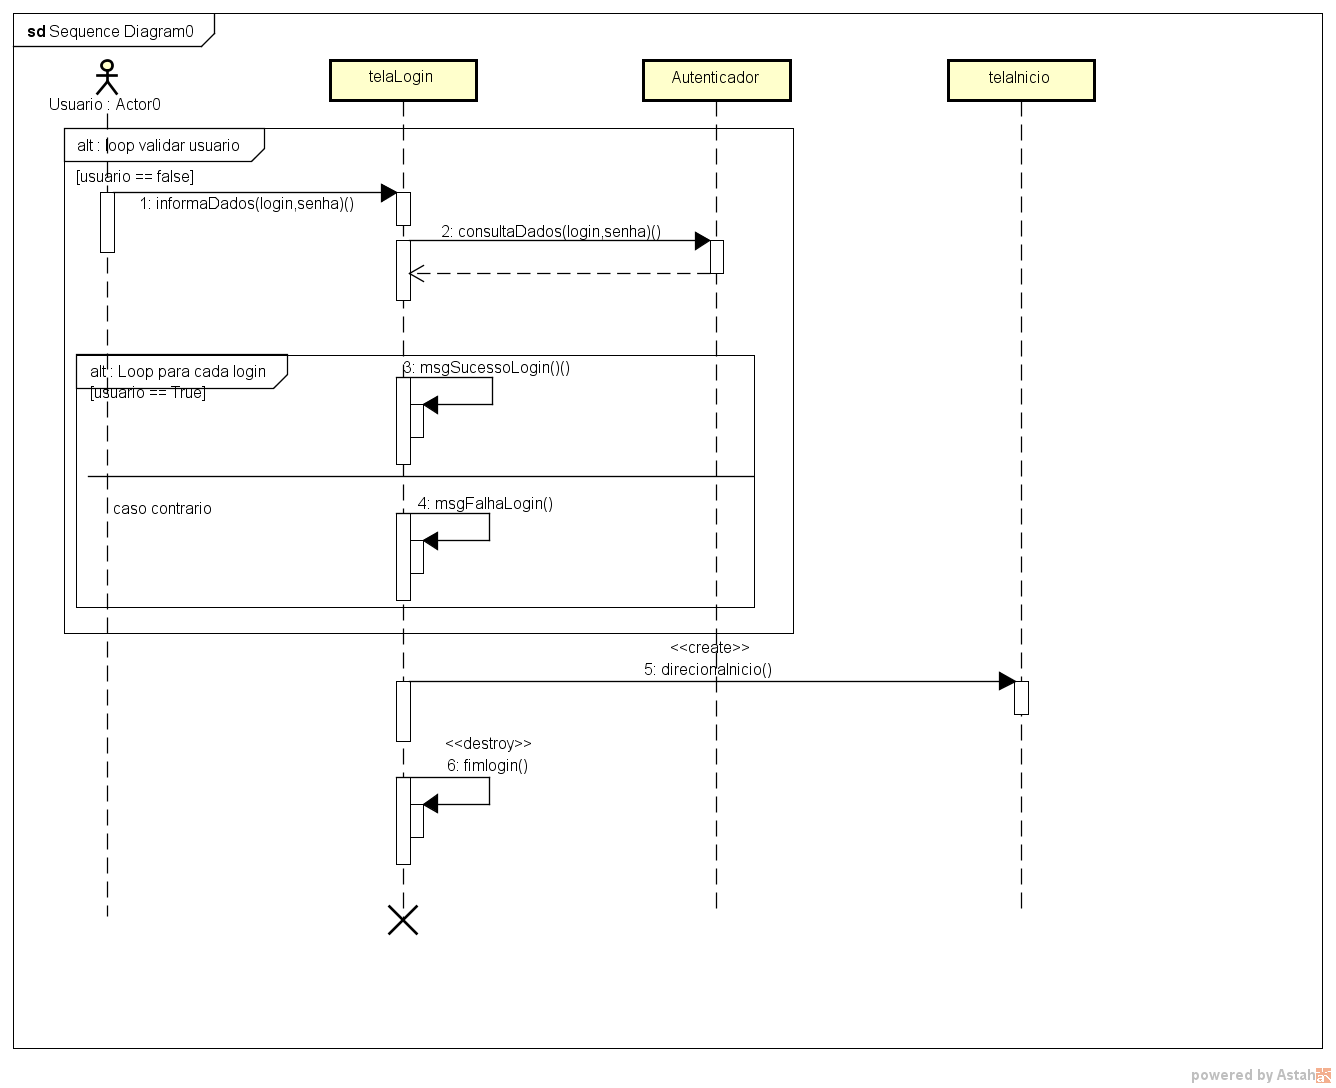 sd Sequence Diagram0
Usuario : Actor0
telaLogin
Autenticador
telaInicio
alt : loop validar usuario
[usuario == false]
1: informaDados(login,senha)()
2: consultaDados(login,senha)()
alt : Loop para cada login
[usuario == True]
3: msgSucessoLogin()()
caso contrario
4: msgFalhaLogin()
<<create>>
5: direcionaInicio()
<<destroy>>
6: fimlogin()
powered by Astah